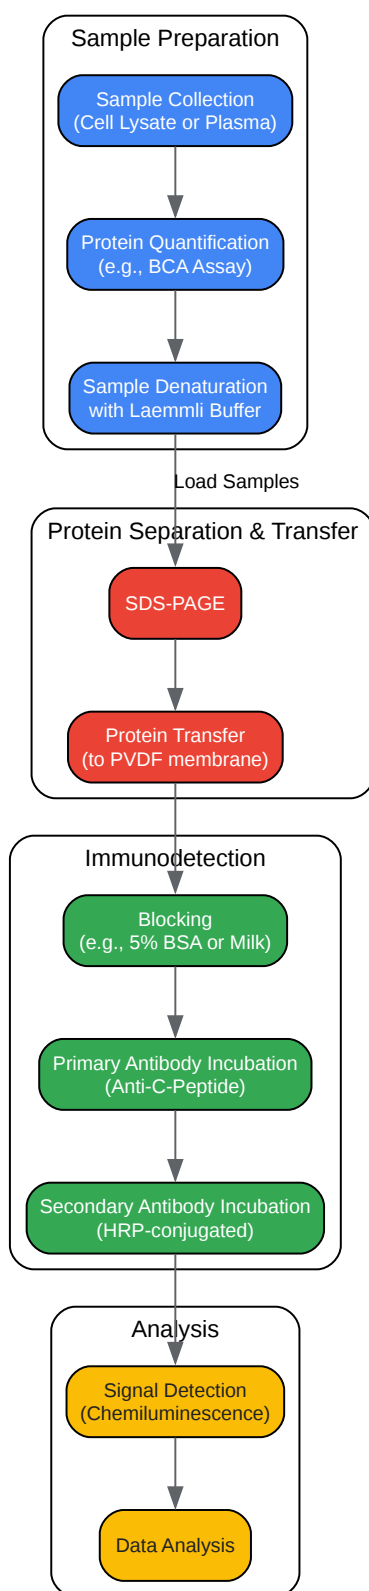 Sample Preparation
Sample Collection
(Cell Lysate or Plasma)
Protein Quantification
(e.g., BCA Assay)
Sample Denaturation
with Laemmli Buffer
Load Samples
Protein Separation & Transfer
SDS-PAGE
Protein Transfer
(to PVDF membrane)
Immunodetection
Blocking
(e.g., 5% BSA or Milk)
Primary Antibody Incubation
(Anti-C-Peptide)
Secondary Antibody Incubation
(HRP-conjugated)
Analysis
Signal Detection
(Chemiluminescence)
Data Analysis